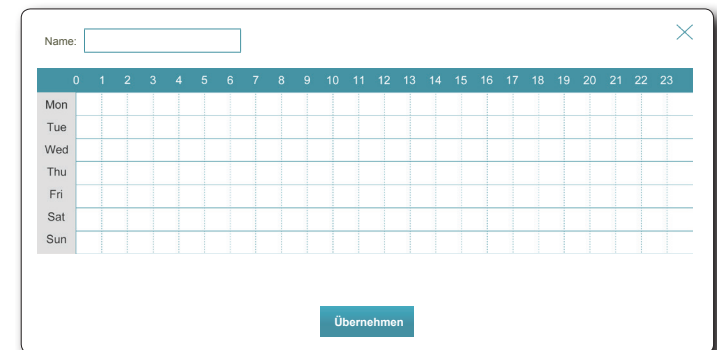 Name:
0 1 2 3 4 5 6 7 8 9 10 11 12 13 14 15 16 17 18 19 20 21 22 23
Mon
Tue
Wed
Thu
Fri
Sat
Sun
Übernehmen